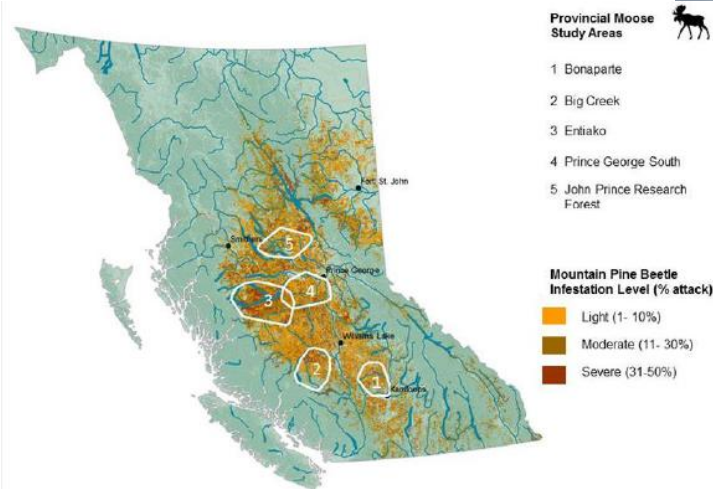 Provincial Moose
Study Areas
1 Bonaparte
2 Big Creek
3 Entiako
4 Prince George South
5 John Prince Research
Forest
Fort. St. John
Smithers
5
Prince George
4
3
Williams Lake
2
1
Kamloops
Mountain Pine Beetle
Infestation Level (% attack)
Light (1- 10%)
Moderate (11- 30%)
Severe (31-50%)